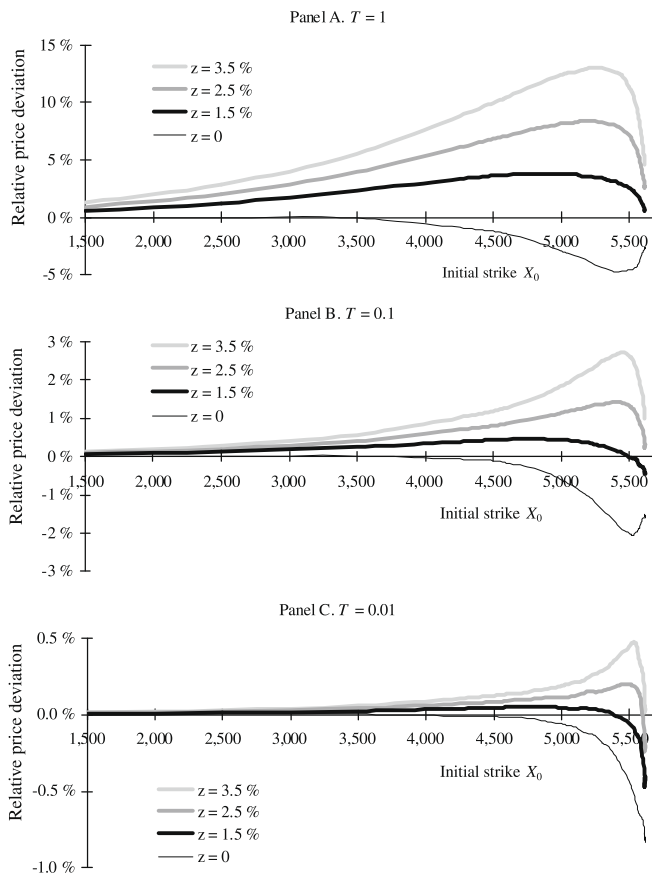 Panel A. T = 1
15 %
10 %
5 %
0 %
-5 %
Relative price deviation
z = 3.5 %
z = 2.5 %
z = 1.5 %
z = 0
1,500 2,000 3,000 3,500 4,000 4,500 5,000 5,500
Initial strike X₀
Panel B. T = 0.1
3 %
2 %
1 %
0 %
-1 %
-2 %
-3 %
Relative price deviation
z = 3.5 %
z = 2.5 %
z = 1.5 %
z = 0
1,500 2,000 2,500 3,000 3,500 4,000 4,500 5,000 5,500
Initial strike X₀
Panel C. T = 0.01
0.5 %
0.0 %
-0.5 %
-1.0 %
Relative price deviation
1,500 2,000 2,500 3,000 3,500 4,000 4,500 5,000 5,500
Initial strike X₀
z = 3.5 %
z = 2.5 %
z = 1.5 %
z = 0